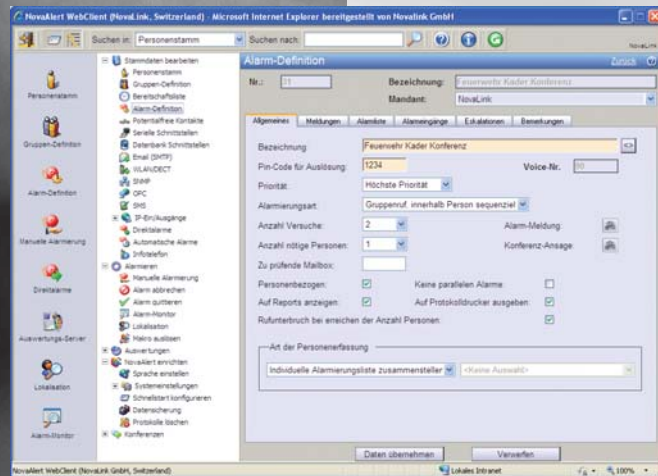 NovaAlert WebClient (NovaLink, Switzerland) - Microsoft Internet Explorer bereitgestellt von Novalink GmbH
Suchen in: Personenstamm Suchen nach:
NovaLink
Personenstamm
Gruppen-Definition
Alarm-Definition
Manuelle Alarmierung
Direktalarme
Auswertungs-Server
Lokalisation
Alarm-Monitor
Stammdaten bearbeiten
Personenstamm
Gruppen-Definition
Bereitschaftsliste
Alarm-Definition
Potentialfreie Kontakte
Serielle Schnittstellen
Datenbank Schnittstellen
Email (SMTP)
WLAN/DECT
SNMP
OPC
SMS
IP-Ein/Ausgänge
Direktalarme
Automatische Alarme
Infotelefon
Alarmieren
Manuelle Alarmierung
Alarm abbrechen
Alarm quittieren
Alarm-Monitor
Lokalisation
Makro auslösen
Auswertungen
NovaAlert einrichten
Sprache einstellen
Systemeinstellungen
Schnellstart konfigurieren
Datensicherung
Protokolle löschen
Konferenzen
Alarm-Definition Zurück
Nr.: 31 Bezeichnung: Feuerwehr Kader Konferenz
Mandant: NovaLink
Allgemeines Meldungen Alarmliste Alarmeingänge Eskalationen Bemerkungen
Bezeichnung: Feuerwehr Kader Konferenz
Pin-Code für Auslösung: 1234 Voice-Nr. 90
Priorität: Höchste Priorität
Alarmierungsart: Gruppenruf, innerhalb Person sequenziel
Anzahl Versuche: 2 Alarm-Meldung:
Anzahl nötige Personen: 1 Konferenz-Ansage:
Zu prüfende Mailbox:
Personenbezogen: Keine parallelen Alarme:
Auf Reports anzeigen: Auf Protokolldrucker ausgeben:
Rufunterbruch bei erreichen der Anzahl Personen:
Art der Personenerfassung
Individuelle Alarmierungsliste zusammensteller <Keine Auswahl>
Daten übernehmen Verwerfen
NovaAlert WebClient (NovaLink GmbH, Switzerland) Lokales Intranet 100%